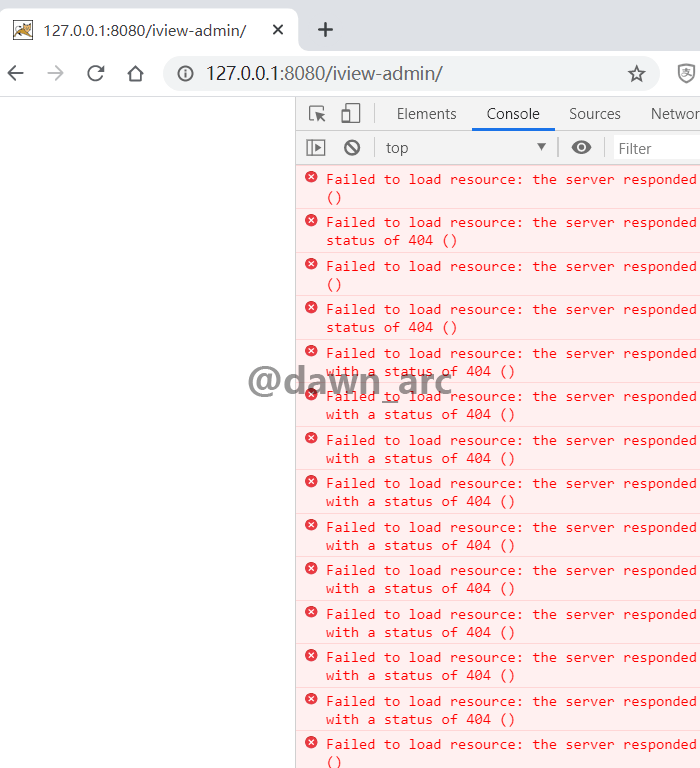 127.0.0.1:8080/iview-admin/
127.0.0.1:8080/iview-admin/
支
Elements Console Sources Networ
top Filter
Failed to load resource: the server responded
()
Failed to load resource: the server responded
status of 404 ()
Failed to load resource: the server responded
()
Failed to load resource: the server responded
status of 404 ()
Failed to load resource: the server responded
with a status of 404 ()
@dawn_arc
Failed to load resource: the server responded
with a status of 404 ()
Failed to load resource: the server responded
with a status of 404 ()
Failed to load resource: the server responded
with a status of 404 ()
Failed to load resource: the server responded
with a status of 404 ()
Failed to load resource: the server responded
with a status of 404 ()
Failed to load resource: the server responded
with a status of 404 ()
Failed to load resource: the server responded
with a status of 404 ()
Failed to load resource: the server responded
with a status of 404 ()
Failed to load resource: the server responded
()